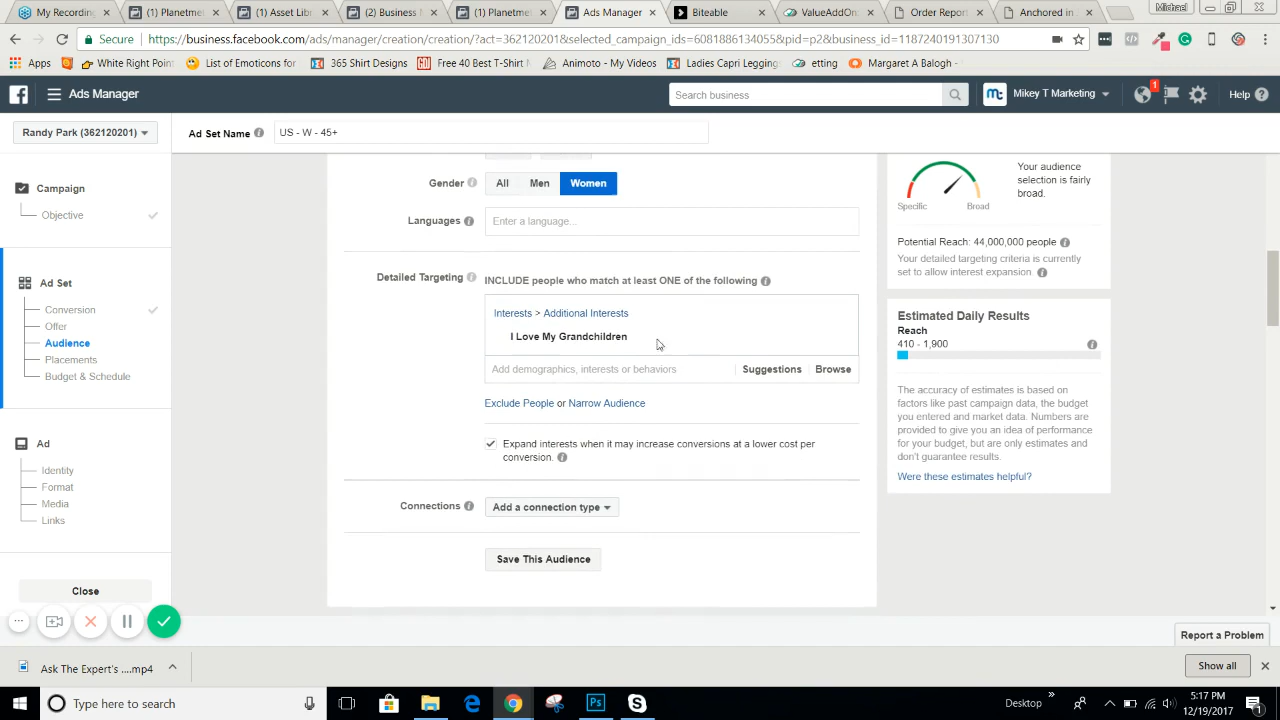 My Recording
(1) Planetmet
(1) Asset Lib
(2) Business M
(1) Planetme
Ads Manager
Biteable
ValueAddOn
Order Report
Anchored in
Michael
Secure
https://business.facebook.com/ads/manager/creation/creation/?act=362120201&selected_campaign_ids=6081886134055&pid=p2&business_id=1187240191307130
Apps
White Right Point
List of Emoticons for
365 Shirt Designs
Free 40 Best T-Shirt
Animoto - My Videos
Ladies Capri Legging
etting
Margaret A Balogh -
Ads Manager
Search business
Mikey T Marketing
1
Help
Randy Park (362120201)
Ad Set Name
US - W - 45+
Campaign
Objective
Ad Set
Conversion
Offer
Audience
Placements
Budget & Schedule
Ad
Identity
Format
Media
Links
Close
Gender
All
Men
Women
Languages
Enter a language...
Detailed Targeting
INCLUDE people who match at least ONE of the following
Interests > Additional Interests
I Love My Grandchildren
Add demographics, interests or behaviors
Suggestions
Browse
Exclude People or Narrow Audience
Expand interests when it may increase conversions at a lower cost per
conversion.
Connections
Add a connection type
Save This Audience
Specific
Broad
Your audience
selection is fairly
broad.
Potential Reach: 44,000,000 people
Your detailed targeting criteria is currently
set to allow interest expansion.
Estimated Daily Results
Reach
410 - 1,900
The accuracy of estimates is based on
factors like past campaign data, the budget
you entered and market data. Numbers are
provided to give you an idea of performance
for your budget, but are only estimates and
don't guarantee results.
Were these estimates helpful?
Report a Problem
Ask The Expert's ....mp4
Show all
Type here to search
Ps
Desktop
5:17 PM
12/19/2017
1